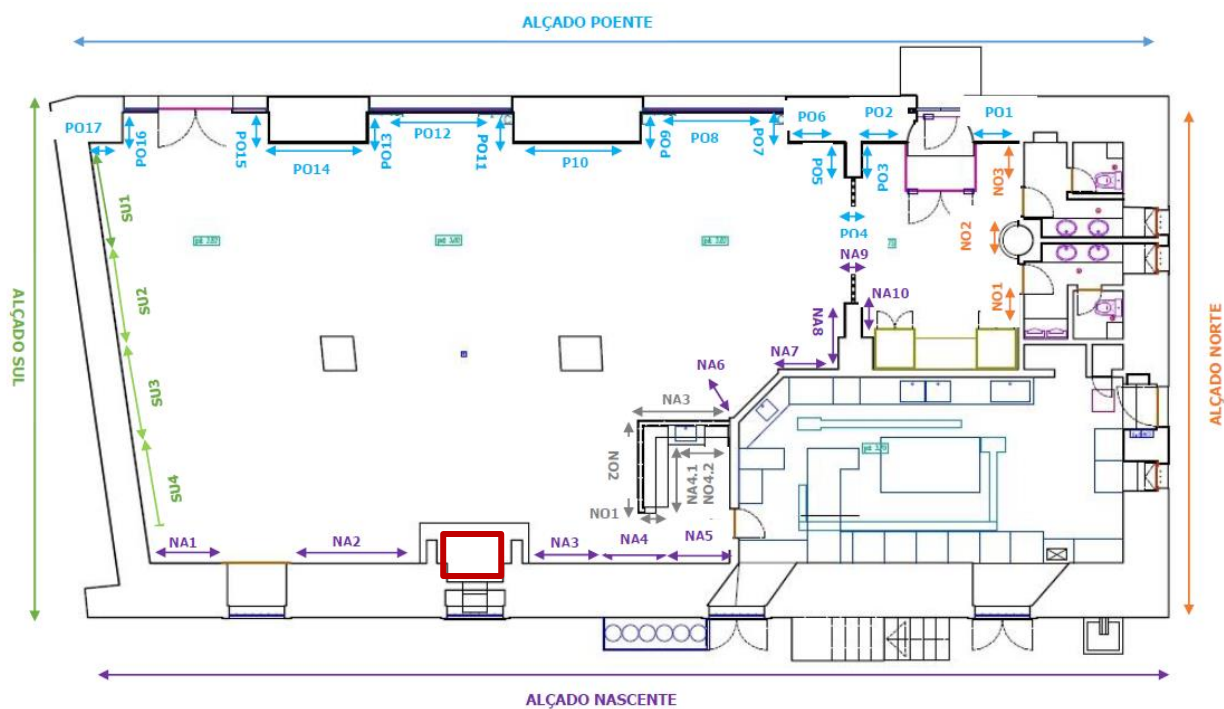 ALÇADO POENTE
PO17
PO16
PO15
PO14
PO13
PO12
PO11
P10
PO9
PO8
PO7
PO6
PO5
PO2
PO3
PO1
PO4
NO3
NO2
NO1
NA9
NA10
NA8
NA7
NA6
SU1
SU2
SU3
SU4
ALÇADO SUL
ALÇADO NORTE
NA3
NO2
NA4.1
NO4.2
NO1
NA1
NA2
NA3
NA4
NA5
ALÇADO NASCENTE